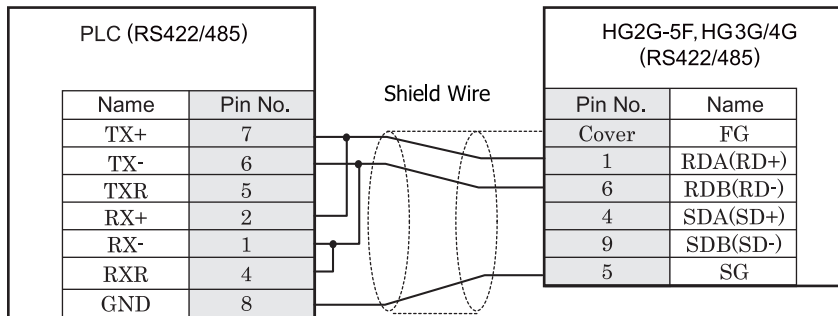 PLC (RS422/485)
Name Pin No.
TX+ 7
TX- 6
TXR 5
RX+ 2
RX- 1
RXR 4
GND 8
Shield Wire
HG2G-5F, HG3G/4G
(RS422/485)
Pin No. Name
Cover FG
1 RDA(RD+)
6 RDB(RD-)
4 SDA(SD+)
9 SDB(SD-)
5 SG